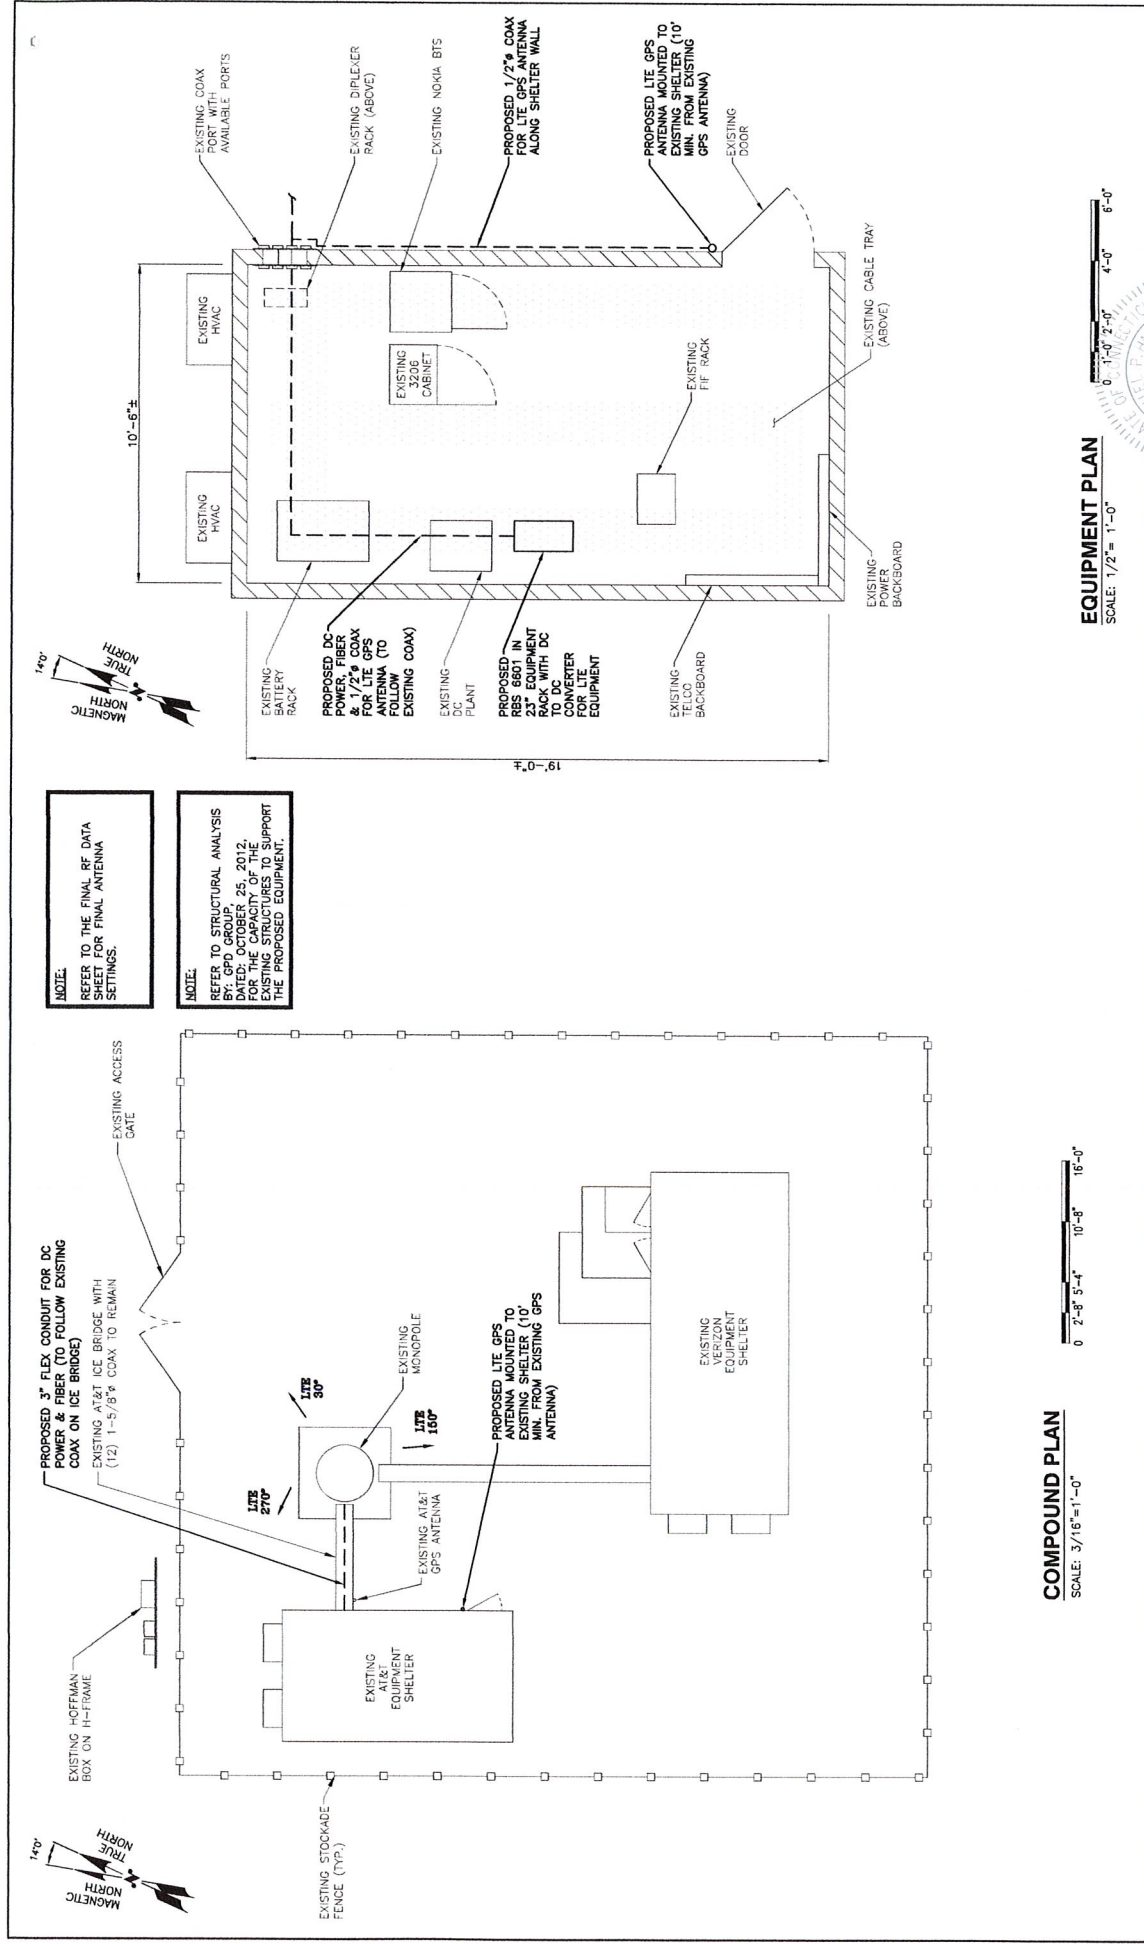 14°0'
MAGNETIC
NORTH
TRUE
NORTH
EXISTING HOFFMAN
BOX ON H-FRAME
EXISTING STOCKADE
FENCE (TYP.)
PROPOSED 3" FLEX CONDUIT FOR DC
POWER & FIBER (TO FOLLOW EXISTING
COAX ON ICE BRIDGE)
EXISTING AT&T ICE BRIDGE WITH
(12) 1-5/8"ø COAX TO REMAIN
EXISTING ACCESS
GATE
LTE
270°
LTE
30°
LTE
150°
EXISTING
MONOPOLE
EXISTING AT&T
GPS ANTENNA
PROPOSED LTE GPS
ANTENNA MOUNTED TO
EXISTING SHELTER (10'
MIN. FROM EXISTING GPS
ANTENNA)
EXISTING
AT&T
EQUIPMENT
SHELTER
EXISTING
VERIZON
EQUIPMENT
SHELTER
COMPOUND PLAN
SCALE: 3/16"=1'-0"
0 2'-8" 5'-4" 10'-8" 16'-0"
NOTE:
REFER TO THE FINAL RF DATA
SHEET FOR FINAL ANTENNA
SETTINGS.
NOTE:
REFER TO STRUCTURAL ANALYSIS
BY: GPD GROUP,
DATED: OCTOBER 25, 2012,
FOR THE CAPACITY OF THE
EXISTING STRUCTURES TO SUPPORT
THE PROPOSED EQUIPMENT.
14°0'
MAGNETIC
NORTH
TRUE
NORTH
10'-6"±
19'-0"±
EXISTING
HVAC
EXISTING
HVAC
EXISTING COAX
PORT WITH
AVAILABLE PORTS
EXISTING DIPLEXER
RACK (ABOVE)
EXISTING NOKIA BTS
EXISTING
3206
CABINET
PROPOSED 1/2"ø COAX
FOR LTE GPS ANTENNA
ALONG SHELTER WALL
PROPOSED LTE GPS
ANTENNA MOUNTED TO
EXISTING SHELTER (10'
MIN. FROM EXISTING
GPS ANTENNA)
EXISTING
DOOR
EXISTING
BATTERY
RACK
PROPOSED DC
POWER, FIBER
& 1/2"ø COAX
FOR LTE GPS
ANTENNA (TO
FOLLOW
EXISTING COAX)
EXISTING
DC
PLANT
PROPOSED
RBS 6601 IN
23" EQUIPMENT
RACK WITH DC
TO DC
CONVERTER
FOR LTE
EQUIPMENT
EXISTING
TELCO
BACKBOARD
EXISTING
FIF RACK
EXISTING CABLE TRAY
(ABOVE)
EXISTING
POWER
BACKBOARD
EQUIPMENT PLAN
SCALE: 1/2"= 1'-0"
0 1'-0" 2'-0" 4'-0" 6'-0"